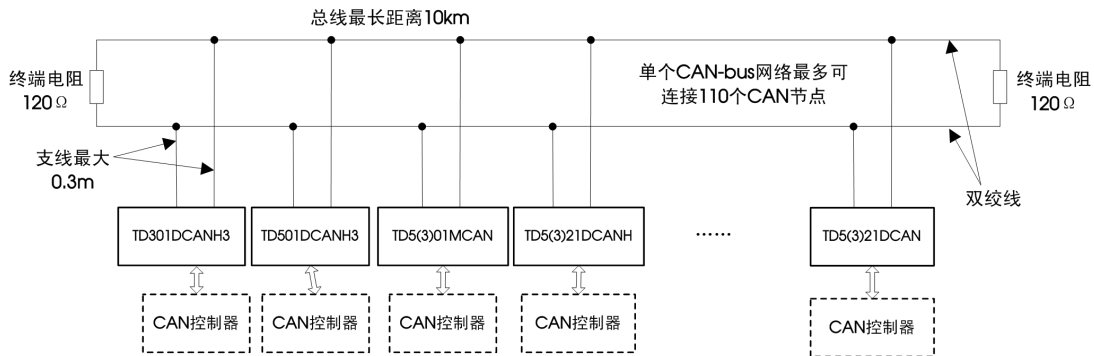 总线最长距离10km
终端电阻
120Ω
单个CAN-bus网络最多可
连接110个CAN节点
终端电阻
120Ω
支线最大
0.3m
双绞线
TD301DCANH3
TD501DCANH3
TD5(3)01MCAN
TD5(3)21DCANH
……
TD5(3)21DCAN
CAN控制器
CAN控制器
CAN控制器
CAN控制器
CAN控制器